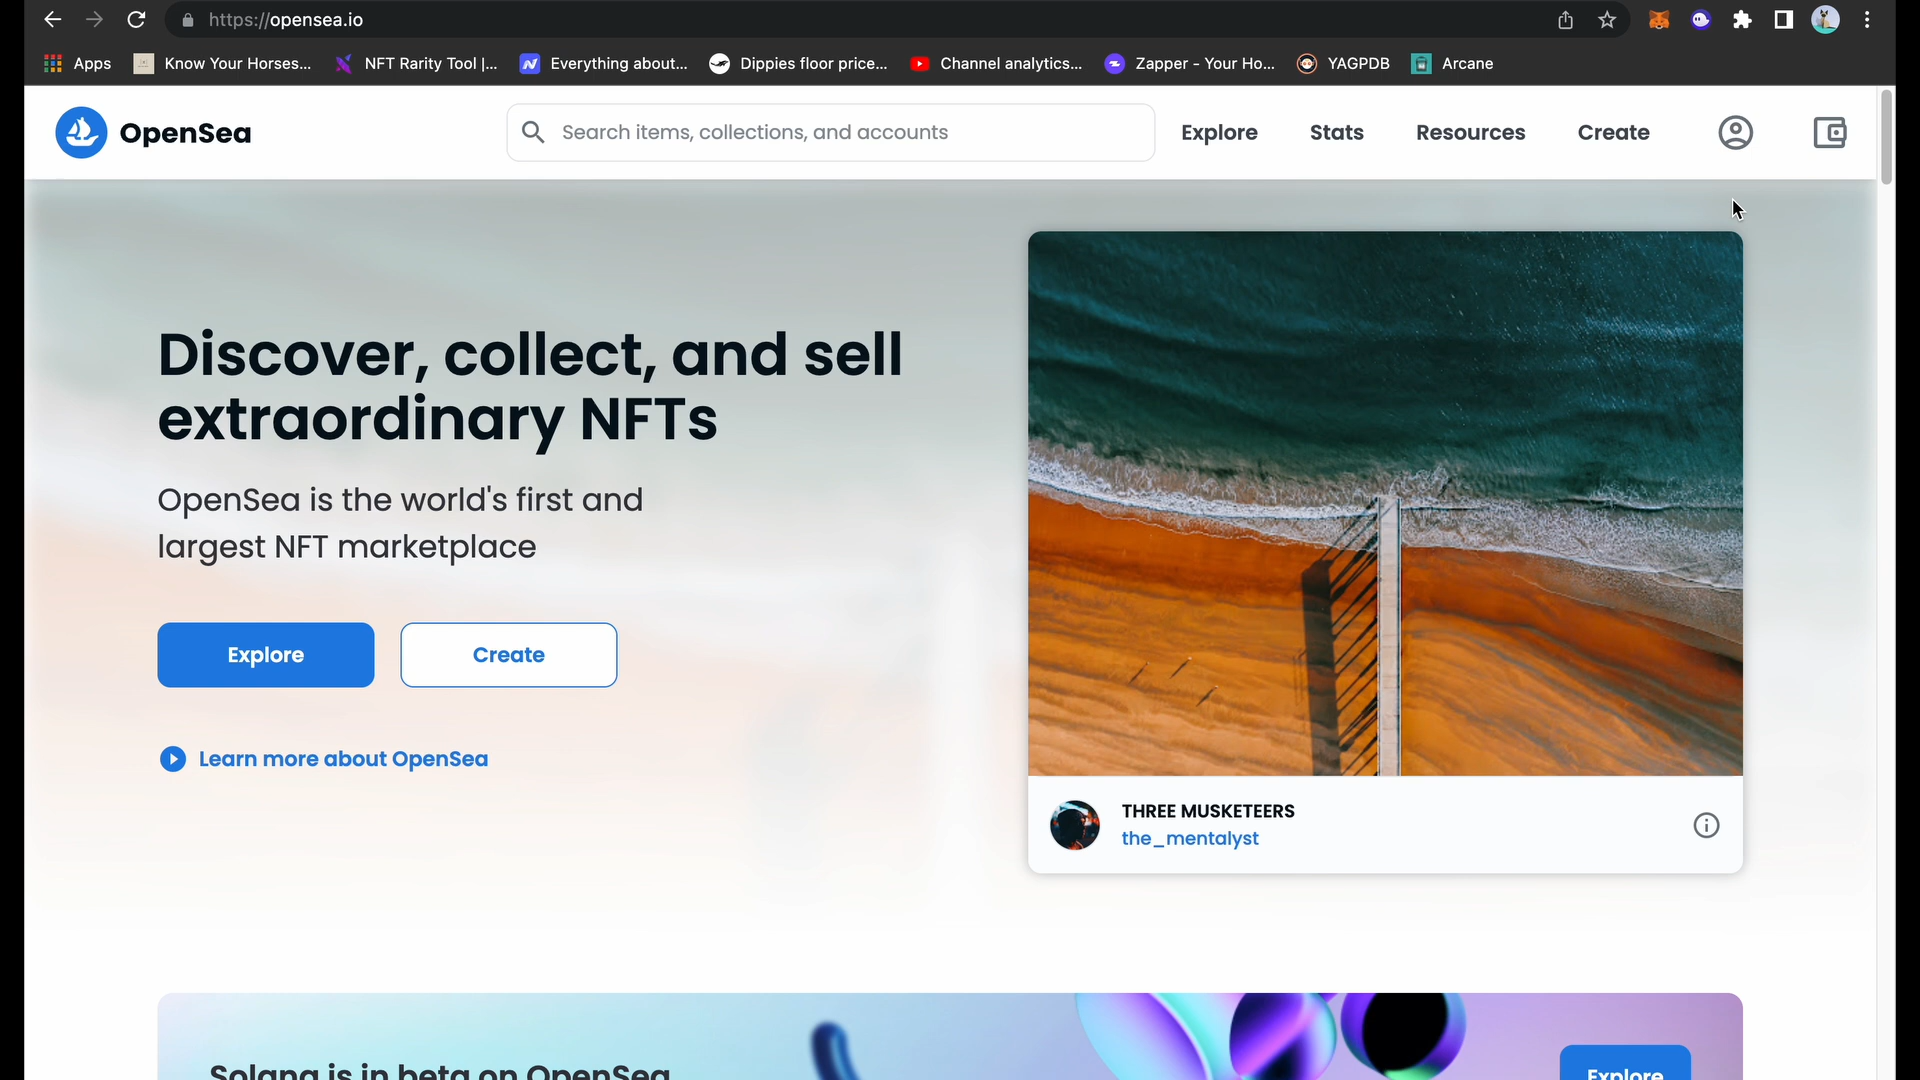 https://opensea.io
Apps
Know Your Horses...
NFT Rarity Tool |...
Everything about...
Dippies floor price...
Channel analytics...
Zapper - Your Ho...
YAGPDB
Arcane
OpenSea
Search items, collections, and accounts
Explore
Stats
Resources
Create
Discover, collect, and sell
extraordinary NFTs
OpenSea is the world's first and
largest NFT marketplace
Explore
Create
Learn more about OpenSea
THREE MUSKETEERS
the_mentalyst
Solana is in beta on OpenSea
Explore